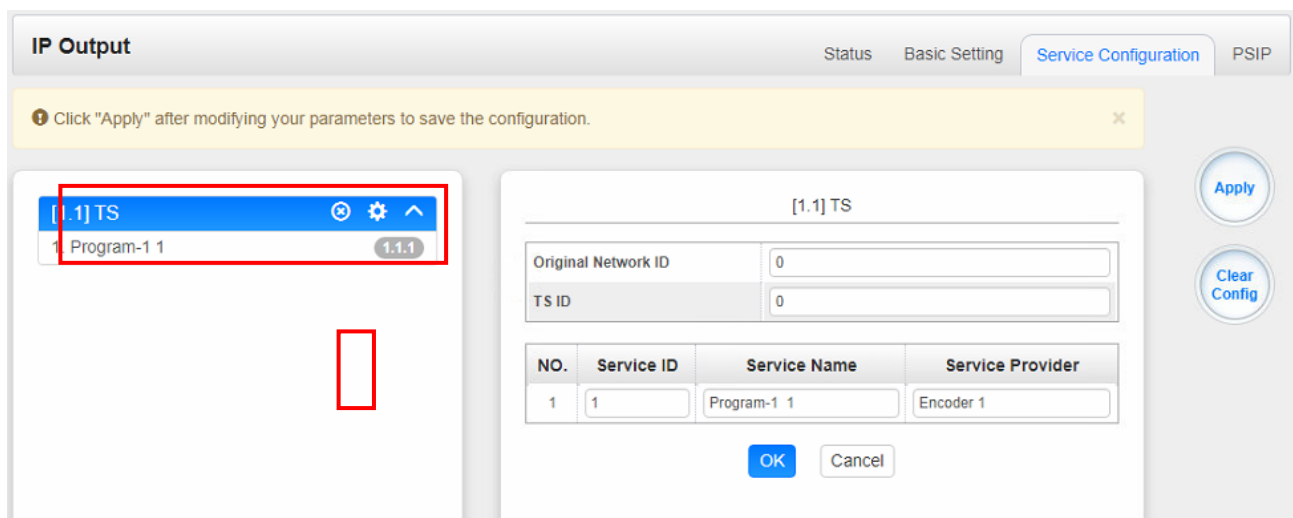 IP Output
Status Basic Setting Service Configuration PSIP
Click "Apply" after modifying your parameters to save the configuration.
Apply
Clear
Config
[1.1] TS
1. Program-1 1 1.1.1
[1.1] TS
Original Network ID 0
TS ID 0
NO. Service ID Service Name Service Provider
1 1 Program-1 1 Encoder 1
OK Cancel